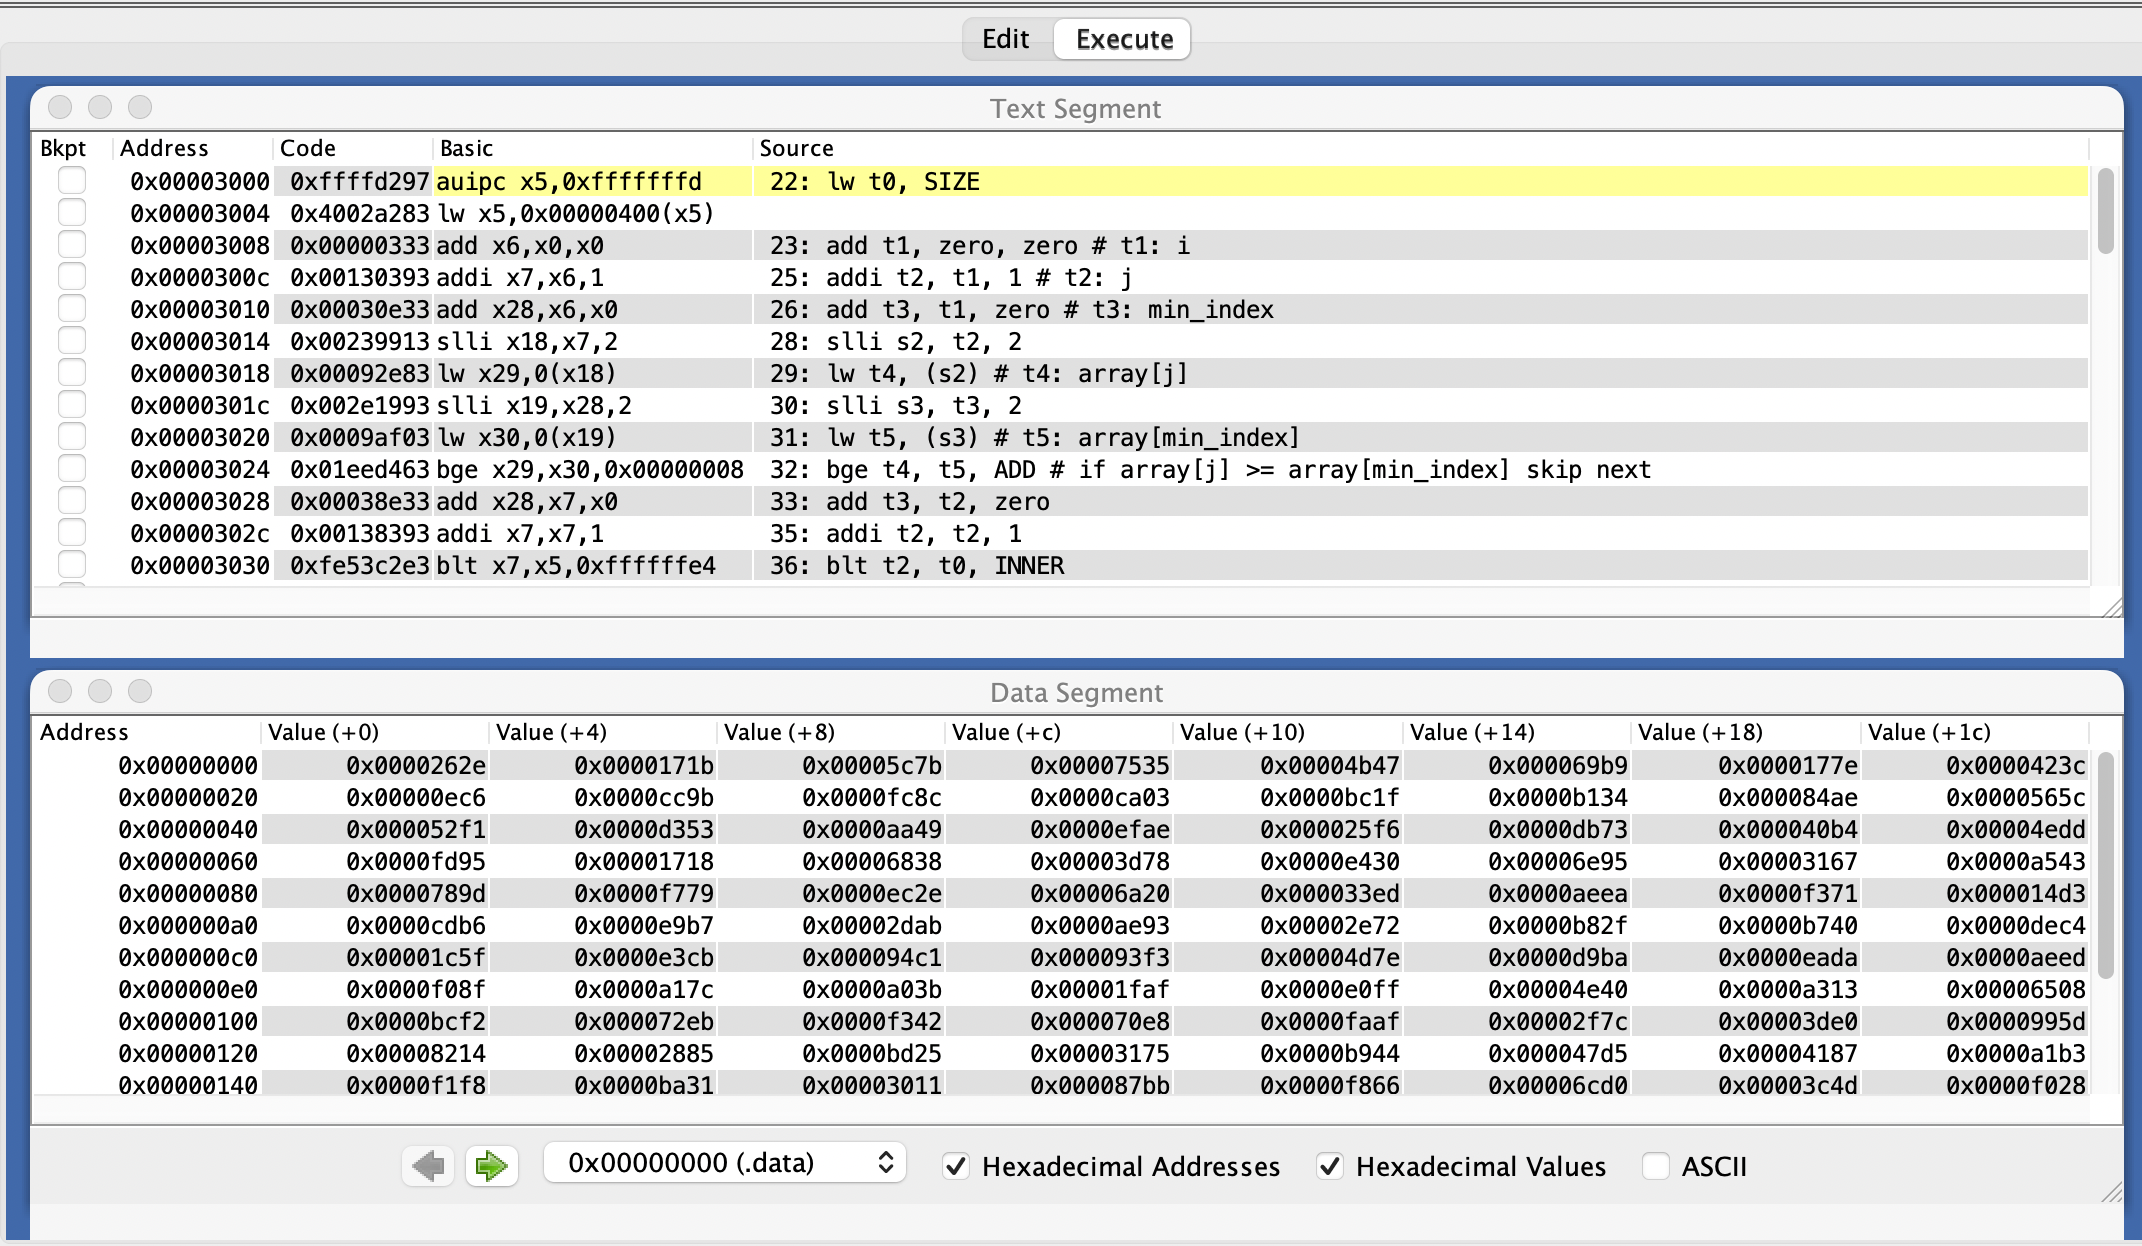 Edit Execute
Text Segment
Bkpt Address Code Basic Source
0x00003000 0xffffd297 auipc x5,0xfffffffd 22: lw t0, SIZE
0x00003004 0x4002a283 lw x5,0x00000400(x5)
0x00003008 0x00000333 add x6,x0,x0 23: add t1, zero, zero # t1: i
0x0000300c 0x00130393 addi x7,x6,1 25: addi t2, t1, 1 # t2: j
0x00003010 0x00030e33 add x28,x6,x0 26: add t3, t1, zero # t3: min_index
0x00003014 0x00239913 slli x18,x7,2 28: slli s2, t2, 2
0x00003018 0x00092e83 lw x29,0(x18) 29: lw t4, (s2) # t4: array[j]
0x0000301c 0x002e1993 slli x19,x28,2 30: slli s3, t3, 2
0x00003020 0x0009af03 lw x30,0(x19) 31: lw t5, (s3) # t5: array[min_index]
0x00003024 0x01eed463 bge x29,x30,0x00000008 32: bge t4, t5, ADD # if array[j] >= array[min_index] skip next
0x00003028 0x00038e33 add x28,x7,x0 33: add t3, t2, zero
0x0000302c 0x00138393 addi x7,x7,1 35: addi t2, t2, 1
0x00003030 0xfe53c2e3 blt x7,x5,0xffffffe4 36: blt t2, t0, INNER
Data Segment
Address Value (+0) Value (+4) Value (+8) Value (+c) Value (+10) Value (+14) Value (+18) Value (+1c)
0x00000000 0x0000262e 0x0000171b 0x00005c7b 0x00007535 0x00004b47 0x000069b9 0x0000177e 0x0000423c
0x00000020 0x00000ec6 0x0000cc9b 0x0000fc8c 0x0000ca03 0x0000bc1f 0x0000b134 0x000084ae 0x0000565c
0x00000040 0x000052f1 0x0000d353 0x0000aa49 0x0000efae 0x000025f6 0x0000db73 0x000040b4 0x00004edd
0x00000060 0x0000fd95 0x00001718 0x00006838 0x00003d78 0x0000e430 0x00006e95 0x00003167 0x0000a543
0x00000080 0x0000789d 0x0000f779 0x0000ec2e 0x00006a20 0x000033ed 0x0000aeea 0x0000f371 0x000014d3
0x000000a0 0x0000cdb6 0x0000e9b7 0x00002dab 0x0000ae93 0x00002e72 0x0000b82f 0x0000b740 0x0000dec4
0x000000c0 0x00001c5f 0x0000e3cb 0x000094c1 0x000093f3 0x00004d7e 0x0000d9ba 0x0000eada 0x0000aeed
0x000000e0 0x0000f08f 0x0000a17c 0x0000a03b 0x00001faf 0x0000e0ff 0x00004e40 0x0000a313 0x00006508
0x00000100 0x0000bcf2 0x000072eb 0x0000f342 0x000070e8 0x0000faaf 0x00002f7c 0x00003de0 0x0000995d
0x00000120 0x00008214 0x00002885 0x0000bd25 0x00003175 0x0000b944 0x000047d5 0x00004187 0x0000a1b3
0x00000140 0x0000f1f8 0x0000ba31 0x00003011 0x000087bb 0x0000f866 0x00006cd0 0x00003c4d 0x0000f028
0x00000000 (.data) Hexadecimal Addresses Hexadecimal Values ASCII